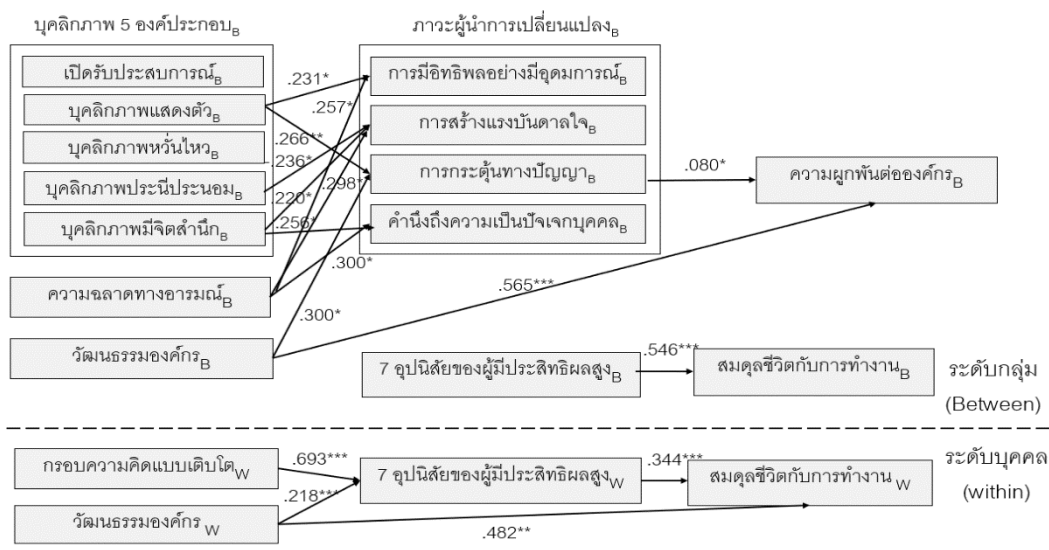 บุคลิกภาพ 5 องค์ประกอบB
ภาวะผู้นำการเปลี่ยนแปลงB
เปิดรับประสบการณ์B
บุคลิกภาพแสดงตัวB
บุคลิกภาพหวั่นไหวB
บุคลิกภาพประนีประนอมB
บุคลิกภาพมีจิตสำนึกB
ความฉลาดทางอารมณ์B
วัฒนธรรมองค์กรB
.231*
.257*
.266**
-.236*
.298*
.220*
.256*
.300*
.300*
การมีอิทธิพลอย่างมีอุดมการณ์B
การสร้างแรงบันดาลใจB
การกระตุ้นทางปัญญาB
คำนึงถึงความเป็นปัจเจกบุคคลB
.080*
ความผูกพันต่อองค์กรB
.565***
7 อุปนิสัยของผู้มีประสิทธิผลสูงB
.546***
สมดุลชีวิตกับการทำงานB
ระดับกลุ่ม
(Between)
กรอบความคิดแบบเติบโตW
วัฒนธรรมองค์กร W
.693***
.218***
7 อุปนิสัยของผู้มีประสิทธิผลสูงW
.344***
สมดุลชีวิตกับการทำงาน W
.482**
ระดับบุคคล
(within)